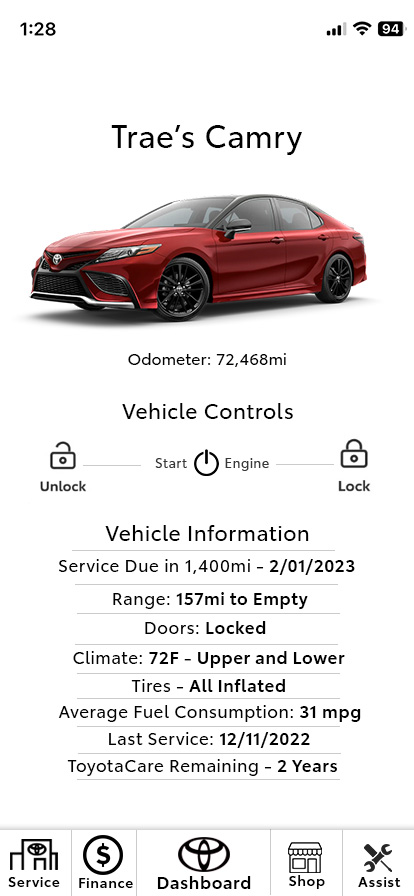 1:28
94
Trae's Camry
Odometer: 72,468mi
Vehicle Controls
Start Engine
Unlock
Lock
Vehicle Information
Service Due in 1,400mi - 2/01/2023
Range: 157mi to Empty
Doors: Locked
Climate: 72F - Upper and Lower
Tires - All Inflated
Average Fuel Consumption: 31 mpg
Last Service: 12/11/2022
ToyotaCare Remaining - 2 Years
Service
Finance
Dashboard
Shop
Assist